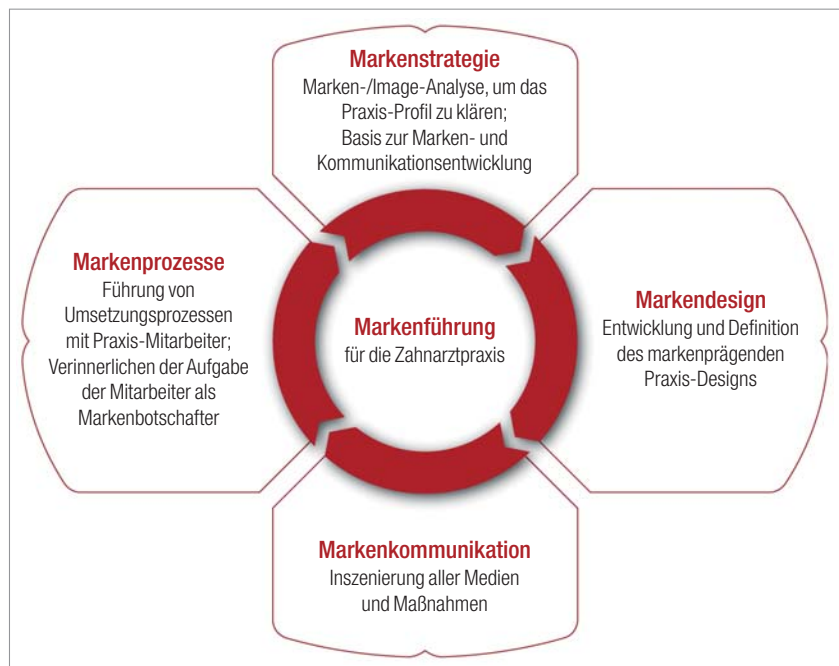 Markenstrategie
Marken-/Image-Analyse, um das
Praxis-Profil zu klären;
Basis zur Marken- und
Kommunikationsentwicklung
Markenprozesse
Führung von
Umsetzungsprozessen
mit Praxis-Mitarbeiter;
Verinnerlichen der Aufgabe
der Mitarbeiter als
Markenbotschafter
Markenführung
für die Zahnarztpraxis
Markendesign
Entwicklung und Definition
des markenprägenden
Praxis-Designs
Markenkommunikation
Inszenierung aller Medien
und Maßnahmen